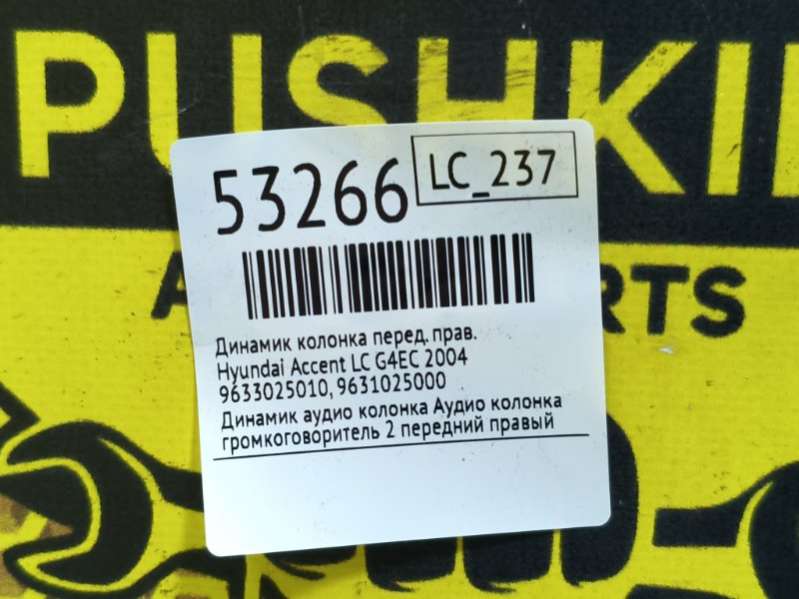 PUSHKI
A RTS
53266
LC_237
Динамик колонка перед. прав.
Hyundai Accent LC G4EC 2004
9633025010, 9631025000
Динамик аудио колонка Аудио колонка
громкоговоритель 2 передний правый